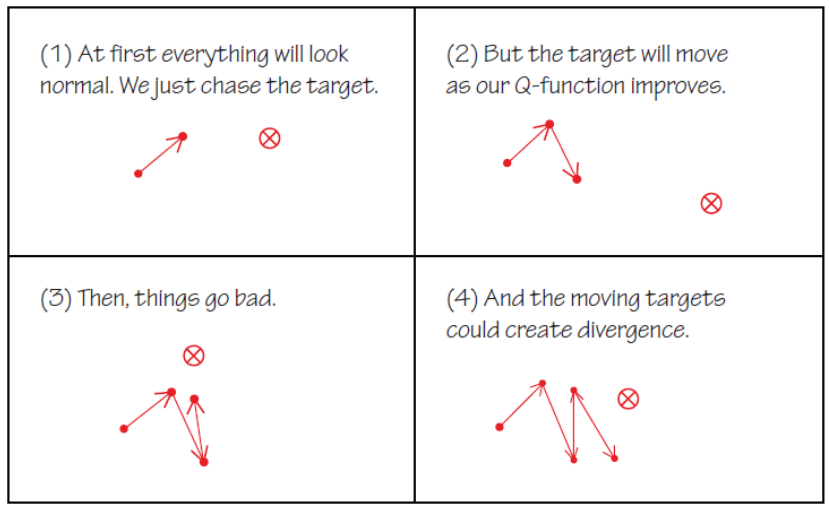 (1) At first everything will look
normal. We just chase the target.
(2) But the target will move
as our Q-function improves.
(3) Then, things go bad.
(4) And the moving targets
could create divergence.